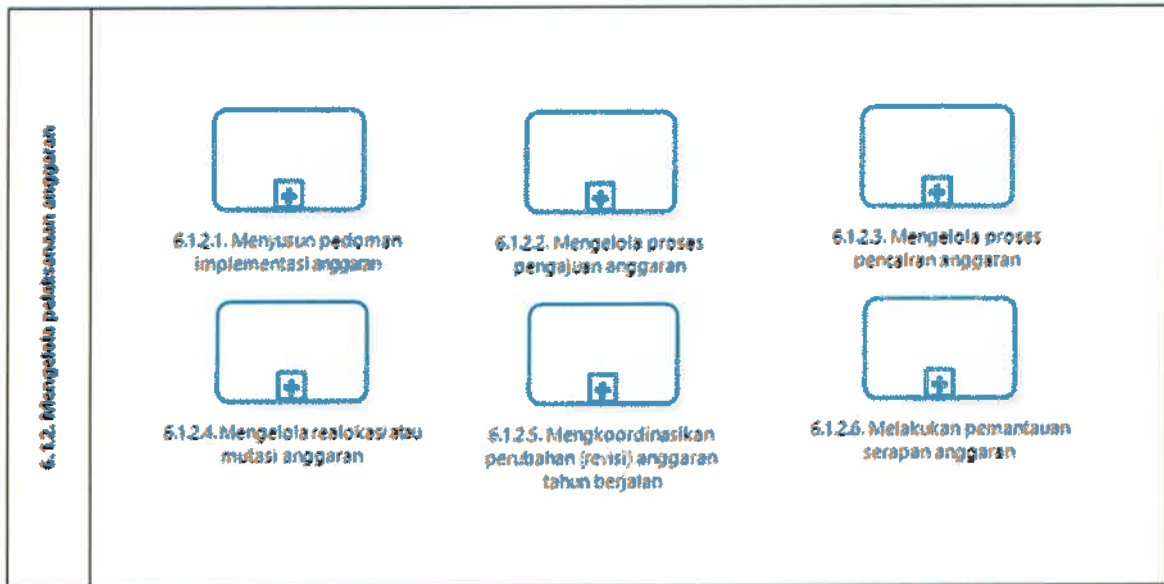 6.1.2. Mengelola pelaksanaan anggaran
6.1.2.1. Menyusun pedoman
implementasi anggaran
6.1.2.2. Mengelola proses
pengajuan anggaran
6.1.2.3. Mengelola proses
pencairan anggaran
6.1.2.4. Mengelola realokasi atau
mutasi anggaran
6.1.2.5. Mengkoordinasikan
perubahan (revisi) anggaran
tahun berjalan
6.1.2.6. Melakukan pemantauan
serapan anggaran